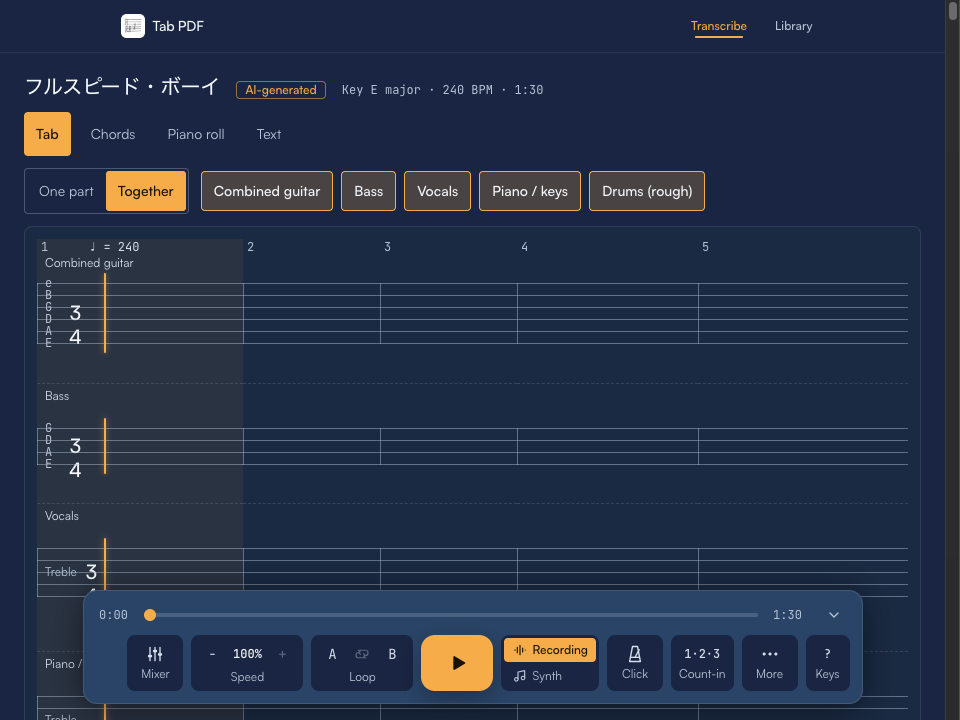 Tab PDF
Transcribe
Library
フルスピード・ボーイ
AI-generated
Key E major · 240 BPM · 1:30
Tab
Chords
Piano roll
Text
One part
Together
Combined guitar
Bass
Vocals
Piano / keys
Drums (rough)
1 ♩ = 240 2 3 4 5
Combined guitar
e
B
G
D
A
E
3
4
Bass
G
D
A
E
3
4
Vocals
Treble 3
Piano /
Treble
0:00
1:30
Mixer
- 100% +
Speed
A B
Loop
Recording
Synth
Click
1·2·3
Count-in
More
?
Keys